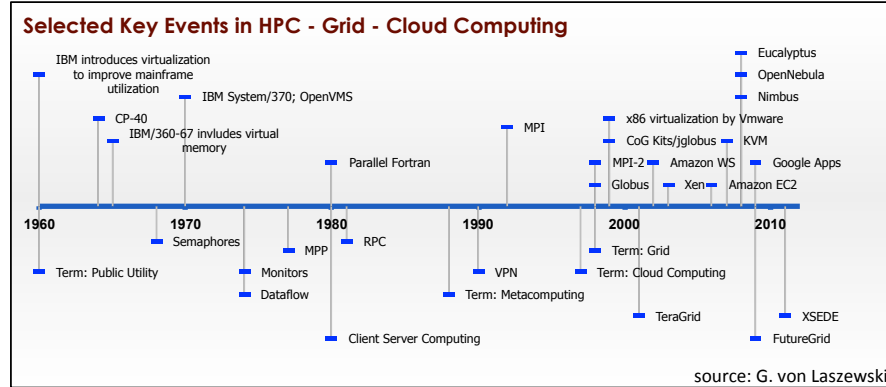 Selected Key Events in HPC - Grid - Cloud Computing
IBM introduces virtualization
to improve mainframe
utilization
CP-40
IBM/360-67 invludes virtual
memory
IBM System/370; OpenVMS
Parallel Fortran
MPI
x86 virtualization by Vmware
CoG Kits/jglobus
MPI-2
Globus
Amazon WS
Xen
Eucalyptus
OpenNebula
Nimbus
KVM
Google Apps
Amazon EC2
1960
1970
1980
1990
2000
2010
Term: Public Utility
Semaphores
Monitors
Dataflow
MPP
RPC
Client Server Computing
VPN
Term: Metacomputing
Term: Grid
Term: Cloud Computing
TeraGrid
XSEDE
FutureGrid
source: G. von Laszewski